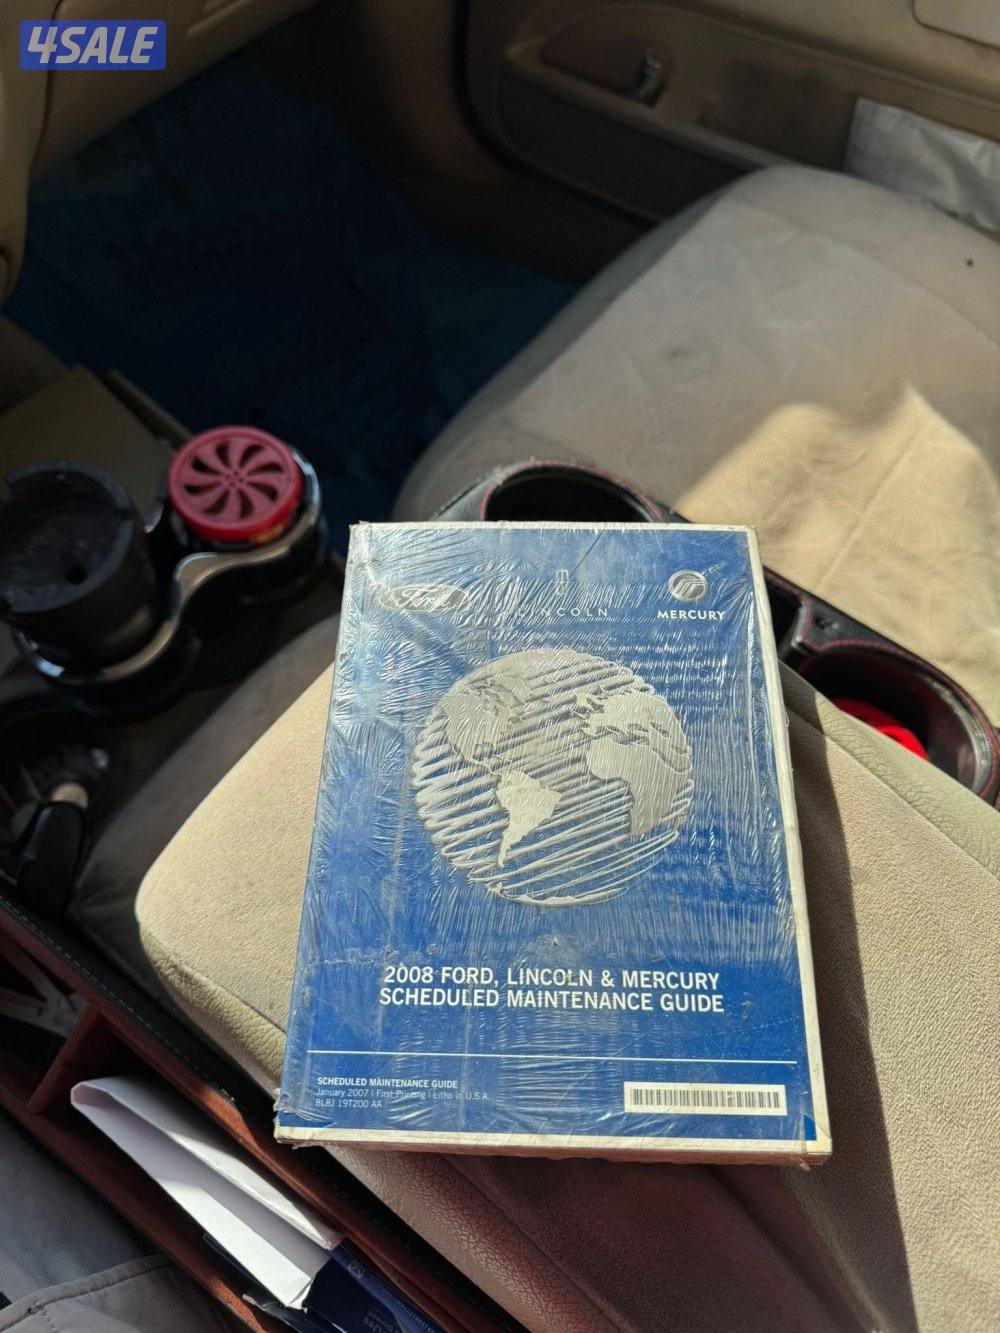 4SALE
Ford
LINCOLN
MERCURY
2008 FORD, LINCOLN & MERCURY
SCHEDULED MAINTENANCE GUIDE
SCHEDULED MAINTENANCE GUIDE
January 2007 | First Printing | Litho in U.S.A.
8L8J 19T200 AA